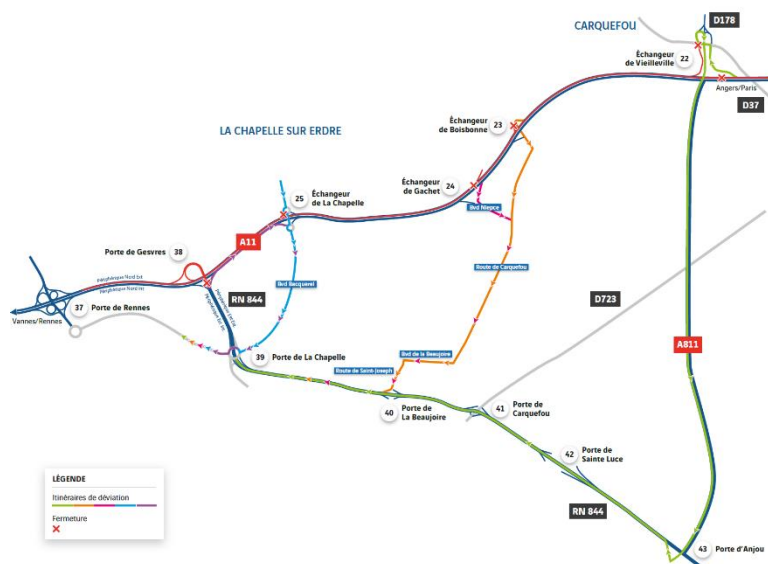 CARQUEFOU
D178
Échangeur
de Vieilleville
22
Angers/Paris
D37
Échangeur
de Boisbonne
23
LA CHAPELLE SUR ERDRE
Échangeur
de Gachet
24
Bvd Niepce
25
Échangeur
de La Chapelle
A11
Porte de Gesvres
38
Route de Carquefou
Bvd Becquerel
RN 844
D723
37
Porte de Rennes
Vannes/Rennes
A811
39
Porte de La Chapelle
Bvd de la Beaujoire
Route de Saint Joseph
40
Porte de
La Beaujoire
41
Porte de
Carquefou
42
Porte de
Sainte Luce
RN 844
43
Porte d'Anjou
LÉGENDE
Itinéraires de déviation
Fermeture